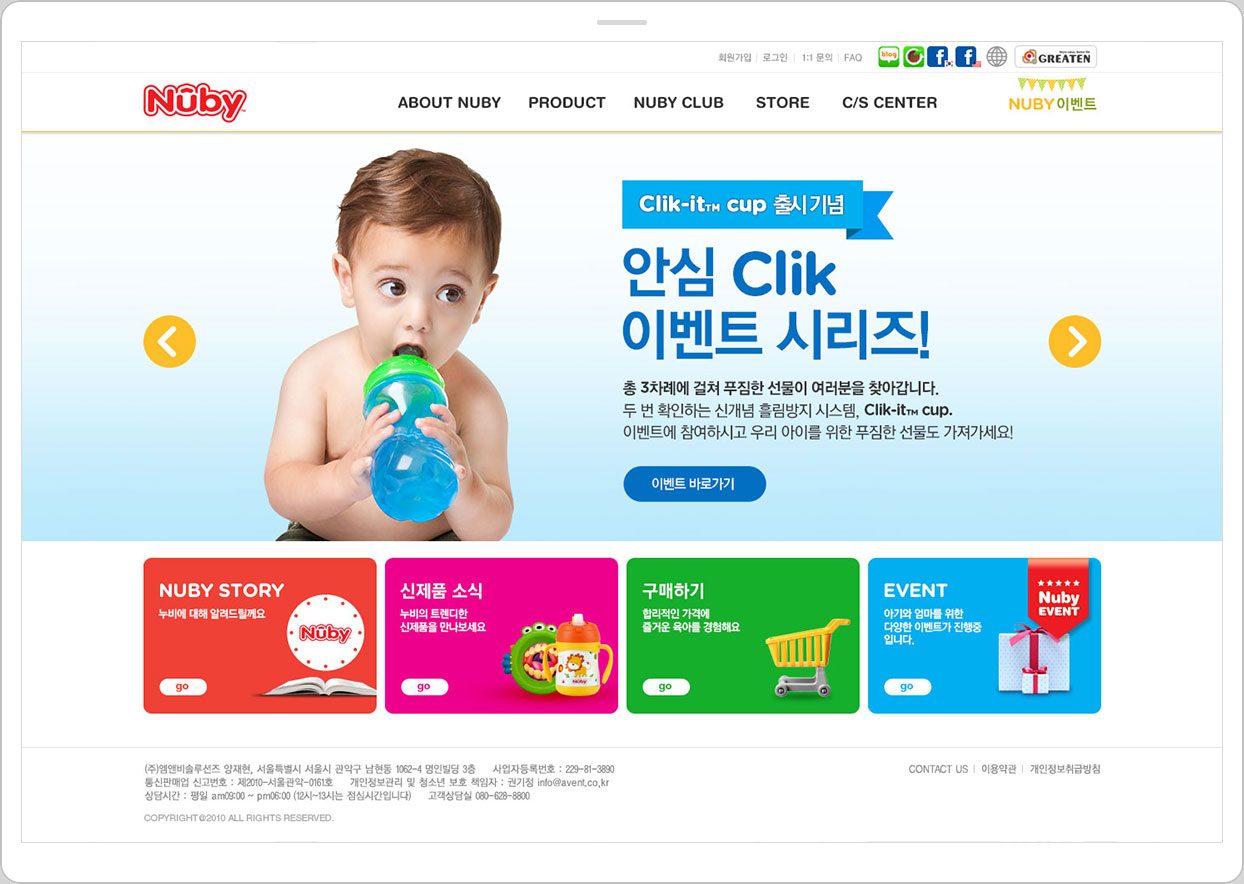 회원가입 | 로그인 | 1:1 문의 | FAQ
blog
GREATEN
Nûby
ABOUT NUBY PRODUCT NUBY CLUB STORE C/S CENTER
NUBY 이벤트
Clik-it™ cup 출시 기념
안심 Clik
이벤트 시리즈!
총 3차례에 걸쳐 푸짐한 선물이 여러분을 찾아갑니다.
두 번 확인하는 신개념 흘림방지 시스템, Clik-it™ cup.
이벤트에 참여하시고 우리 아이를 위한 푸짐한 선물도 가져가세요!
이벤트 바로가기
NUBY STORY
누비에 대해 알려드릴께요
Nûby
go
신제품 소식
누비의 트렌디한
신제품을 만나보세요
Nûby
go
구매하기
합리적인 가격에
즐거운 육아를 경험해요
go
EVENT
아기와 엄마를 위한
다양한 이벤트가 진행중
입니다.
★★★★★
Nuby
EVENT
go
(주)엠앤비솔루션즈 양재현, 서울특별시 서울시 관악구 남현동 1062-4 명인빌딩 3층 사업자등록번호 : 229-81-3890
통신판매업 신고번호 : 제2010-서울관악-0161호 개인정보관리 및 청소년 보호 책임자 : 권기정 info@avent.co,kr
상담시간 : 평일 am09:00 ~ pm06:00 (12시~13시는 점심시간입니다) 고객상담실 080-628-8800
COPYRIGHT@2010 ALL RIGHTS RESERVED.
CONTACT US | 이용약관 | 개인정보취급방침